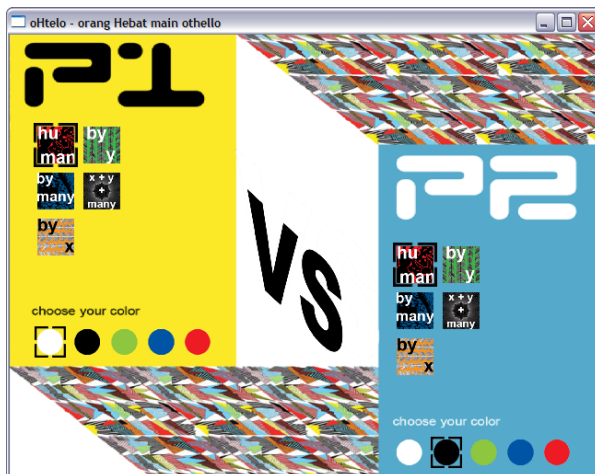 oHtelo - orang Hebat main othello
P1
hu man
by y
by many
x + y + many
by x
choose your color
VS
P2
hu man
by y
by many
x + y + many
by x
choose your color